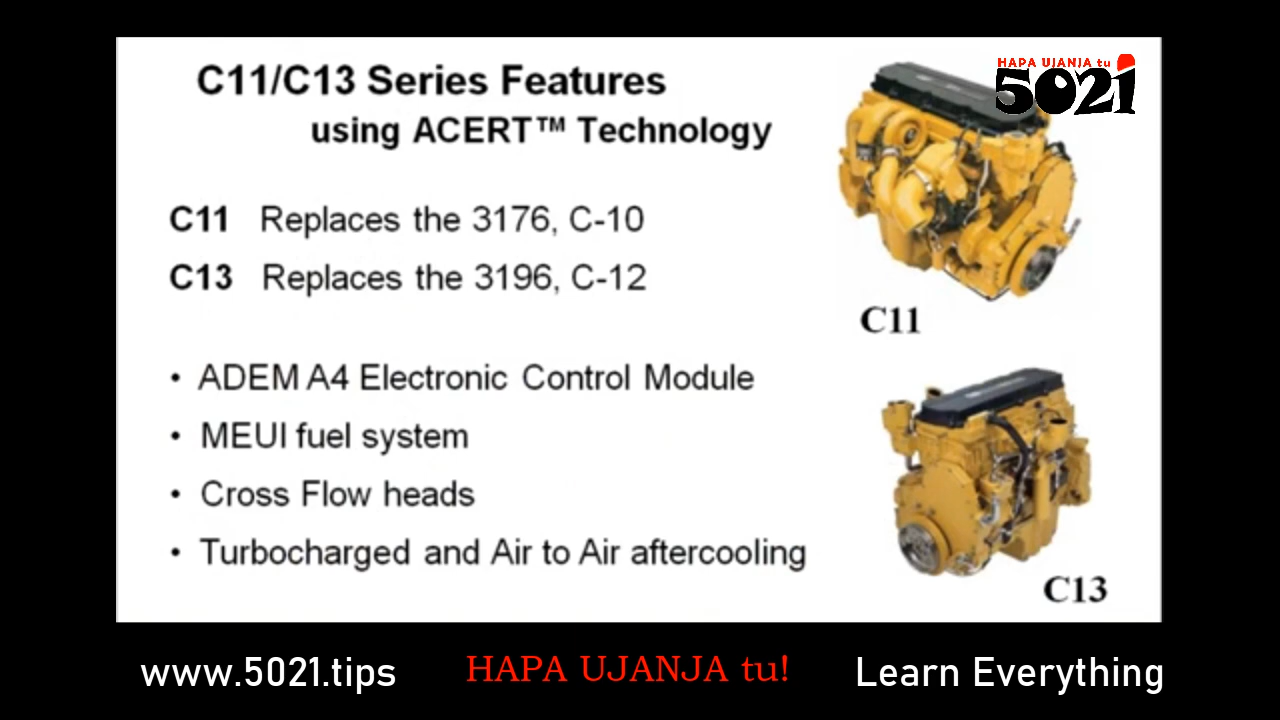 C11/C13 Series Features
using ACERT™ Technology
HAPA UJANJA tu
5021
C11 Replaces the 3176, C-10
C13 Replaces the 3196, C-12
C11
• ADEM A4 Electronic Control Module
• MEUI fuel system
• Cross Flow heads
• Turbocharged and Air to Air aftercooling
C13
www.5021.tips
HAPA UJANJA tu!
Learn Everything